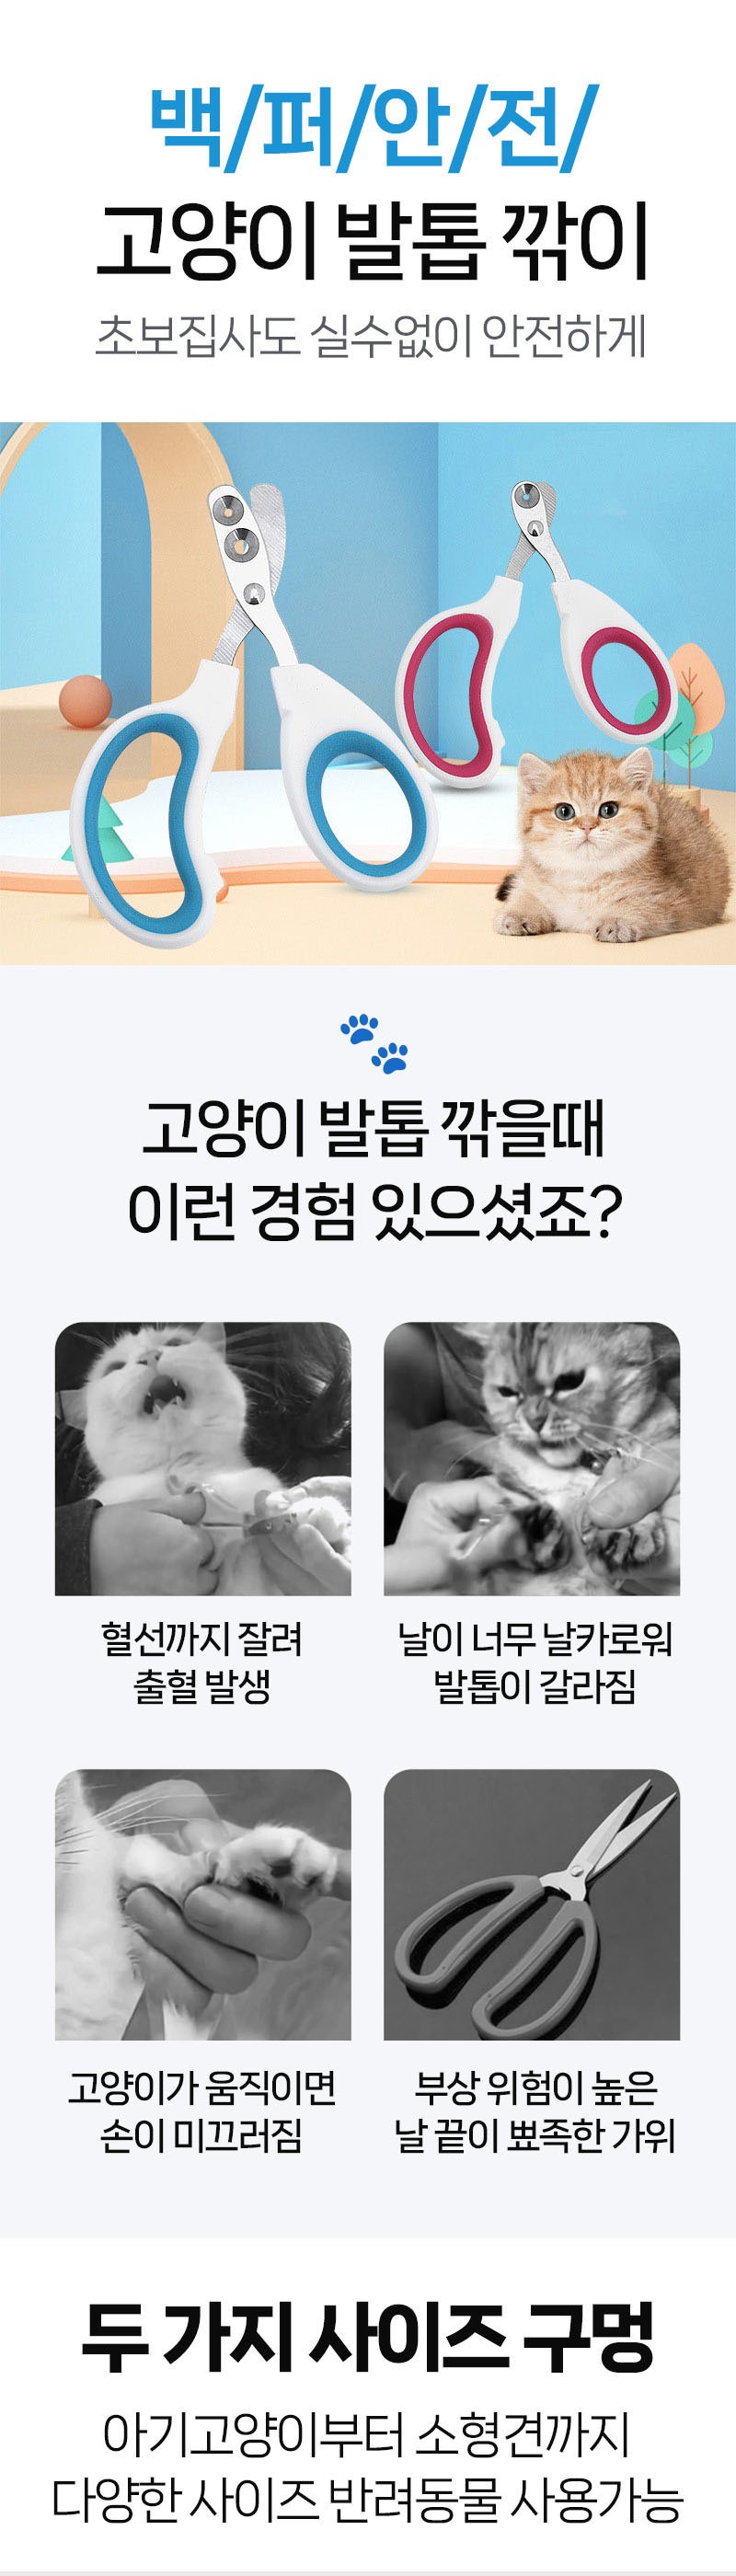 백/퍼/안/전/
고양이 발톱 깎이
초보집사도 실수없이 안전하게
고양이 발톱 깎을때
이런 경험 있으셨죠?
혈선까지 잘려
출혈 발생
날이 너무 날카로워
발톱이 갈라짐
고양이가 움직이면
손이 미끄러짐
부상 위험이 높은
날 끝이 뾰족한 가위
두 가지 사이즈 구멍
아기고양이부터 소형견까지
다양한 사이즈 반려동물 사용가능